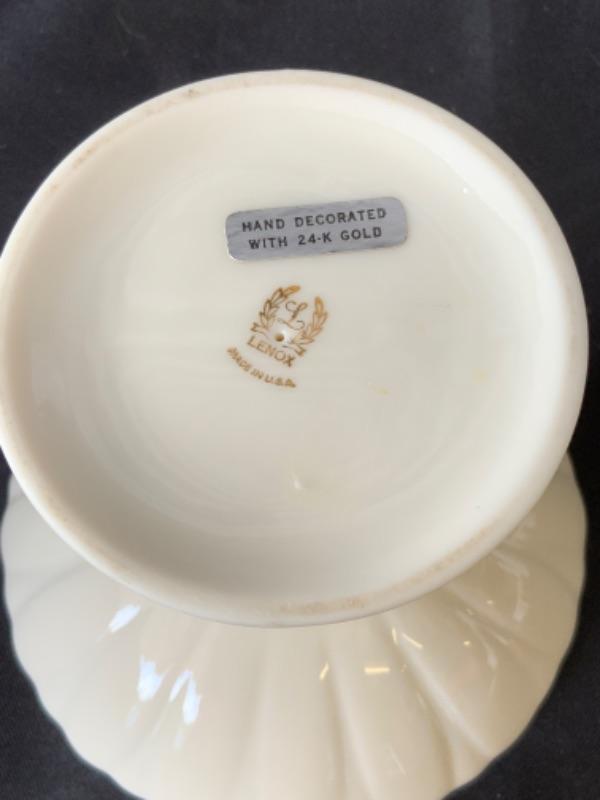 HAND DECORATED
WITH 24-K GOLD
L
LENOX
MADE IN U.S.A.